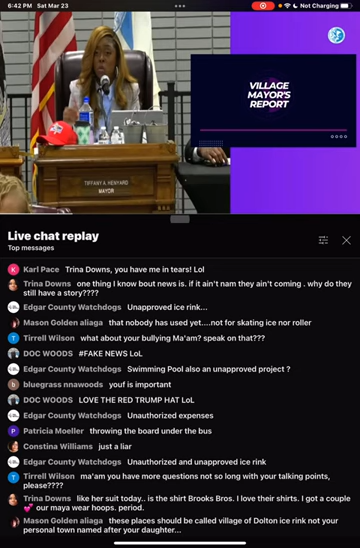 6:42 PM Sat Mar 23
Not Charging
VILLAGE
MAYOR'S
REPORT
TIFFANY A. HENYARD
MAYOR
Live chat replay
Top messages
Karl Pace Trina Downs, you have me in tears! Lol
Trina Downs one thing I know bout news is. if it ain't nam they ain't coming . why do they
still have a story????
Edgar County Watchdogs Unapproved ice rink...
Mason Golden aliaga that nobody has used yet....not for skating ice nor roller
Tirrell Wilson what about your bullying Ma'am? speak on that???
DOC WOODS #FAKE NEWS LoL
Edgar County Watchdogs Swimming Pool also an unapproved project ?
b bluegrass nnawoods youf is important
DOC WOODS LOVE THE RED TRUMP HAT LoL
Edgar County Watchdogs Unauthorized expenses
P Patricia Moeller throwing the board under the bus
Constina Williams just a liar
Edgar County Watchdogs Unauthorized and unapproved ice rink
Tirrell Wilson ma'am you have more questions not so long with your talking points,
please????
Trina Downs like her suit today.. is the shirt Brooks Bros. I love their shirts. I got a couple
💕 our maya wear hoops. period.
Mason Golden aliaga these places should be called village of Dolton ice rink not your
personal town named after your daughter...